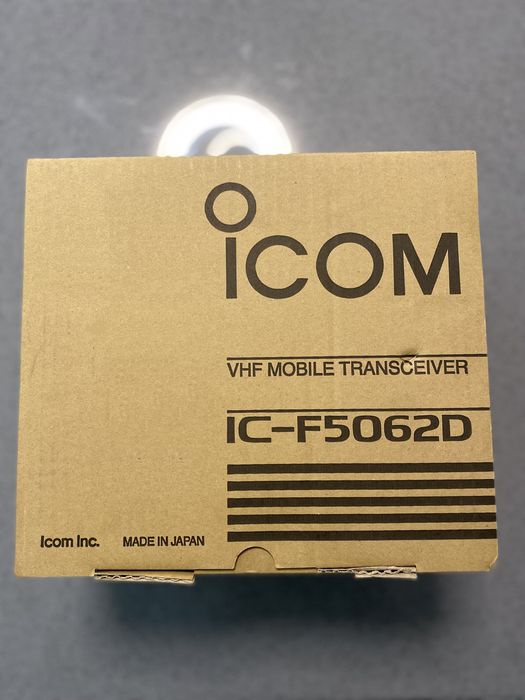 ICOM
VHF MOBILE TRANSCEIVER
IC-F5062D
Icom Inc. MADE IN JAPAN